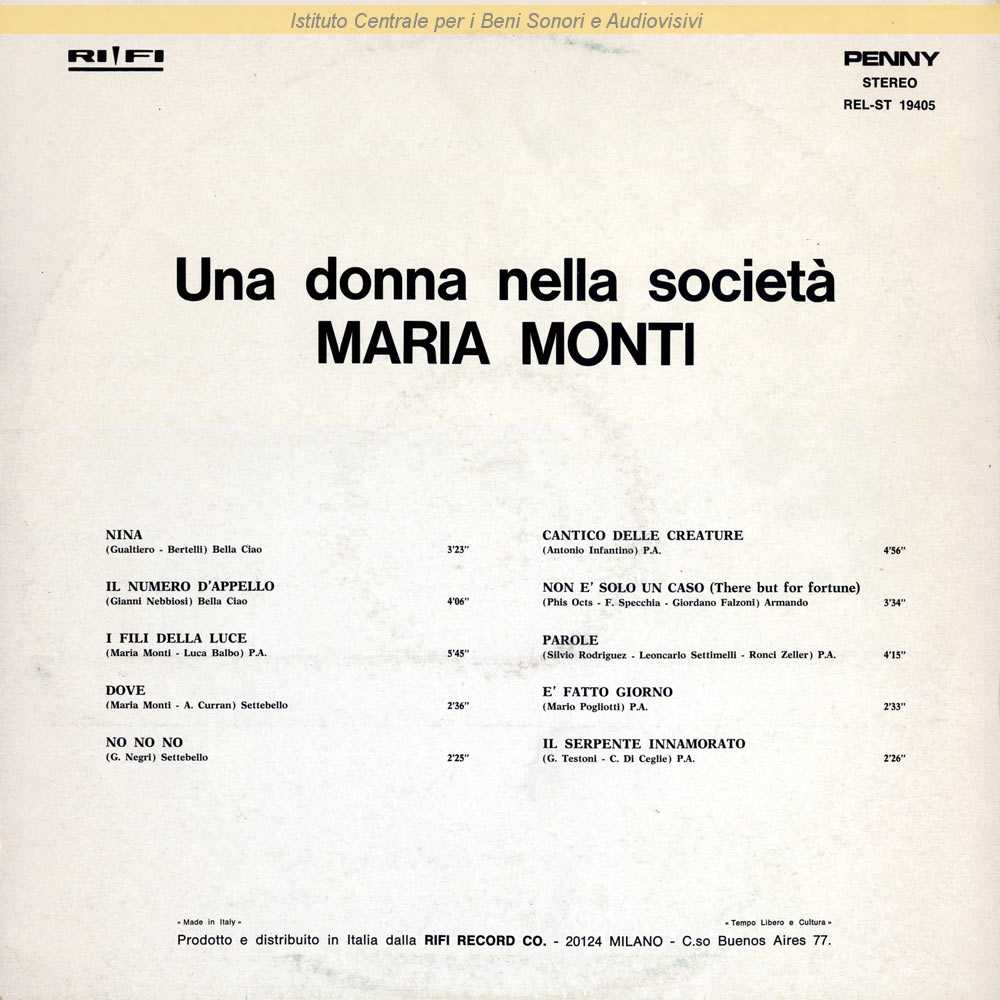 Istituto Centrale per i Beni Sonori e Audiovisivi
RI/FI
PENNY
STEREO
REL-ST 19405
Una donna nella società
MARIA MONTI
NINA
(Gualtiero - Bertelli) Bella Ciao 3'23"
IL NUMERO D'APPELLO
(Gianni Nebbiosi) Bella Ciao 4'06"
I FILI DELLA LUCE
(Maria Monti - Luca Balbo) P.A. 5'45"
DOVE
(Maria Monti - A. Curran) Settebello 2'36"
NO NO NO
(G. Negri) Settebello 2'25"
CANTICO DELLE CREATURE
(Antonio Infantino) P.A. 4'56"
NON E' SOLO UN CASO (There but for fortune)
(Phis Octs - F. Specchia - Giordano Falzoni) Armando 3'34"
PAROLE
(Silvio Rodriguez - Leoncarlo Settimelli - Ronci Zeller) P.A. 4'15"
E' FATTO GIORNO
(Mario Pogliotti) P.A. 2'33"
IL SERPENTE INNAMORATO
(G. Testoni - C. Di Ceglie) P.A. 2'26"
« Made in Italy » « Tempo Libero e Cultura »
Prodotto e distribuito in Italia dalla RIFI RECORD CO. - 20124 MILANO - C.so Buenos Aires 77.